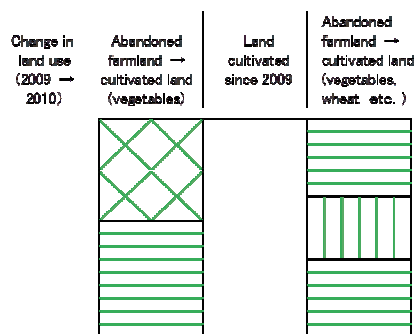 Change in
land use
(2009 →
2010)
Abandoned
farmland →
cultivated land
(vegetables)
Land
cultivated
since 2009
Abandoned
farmland →
cultivated land
(vegetables,
wheat etc.)